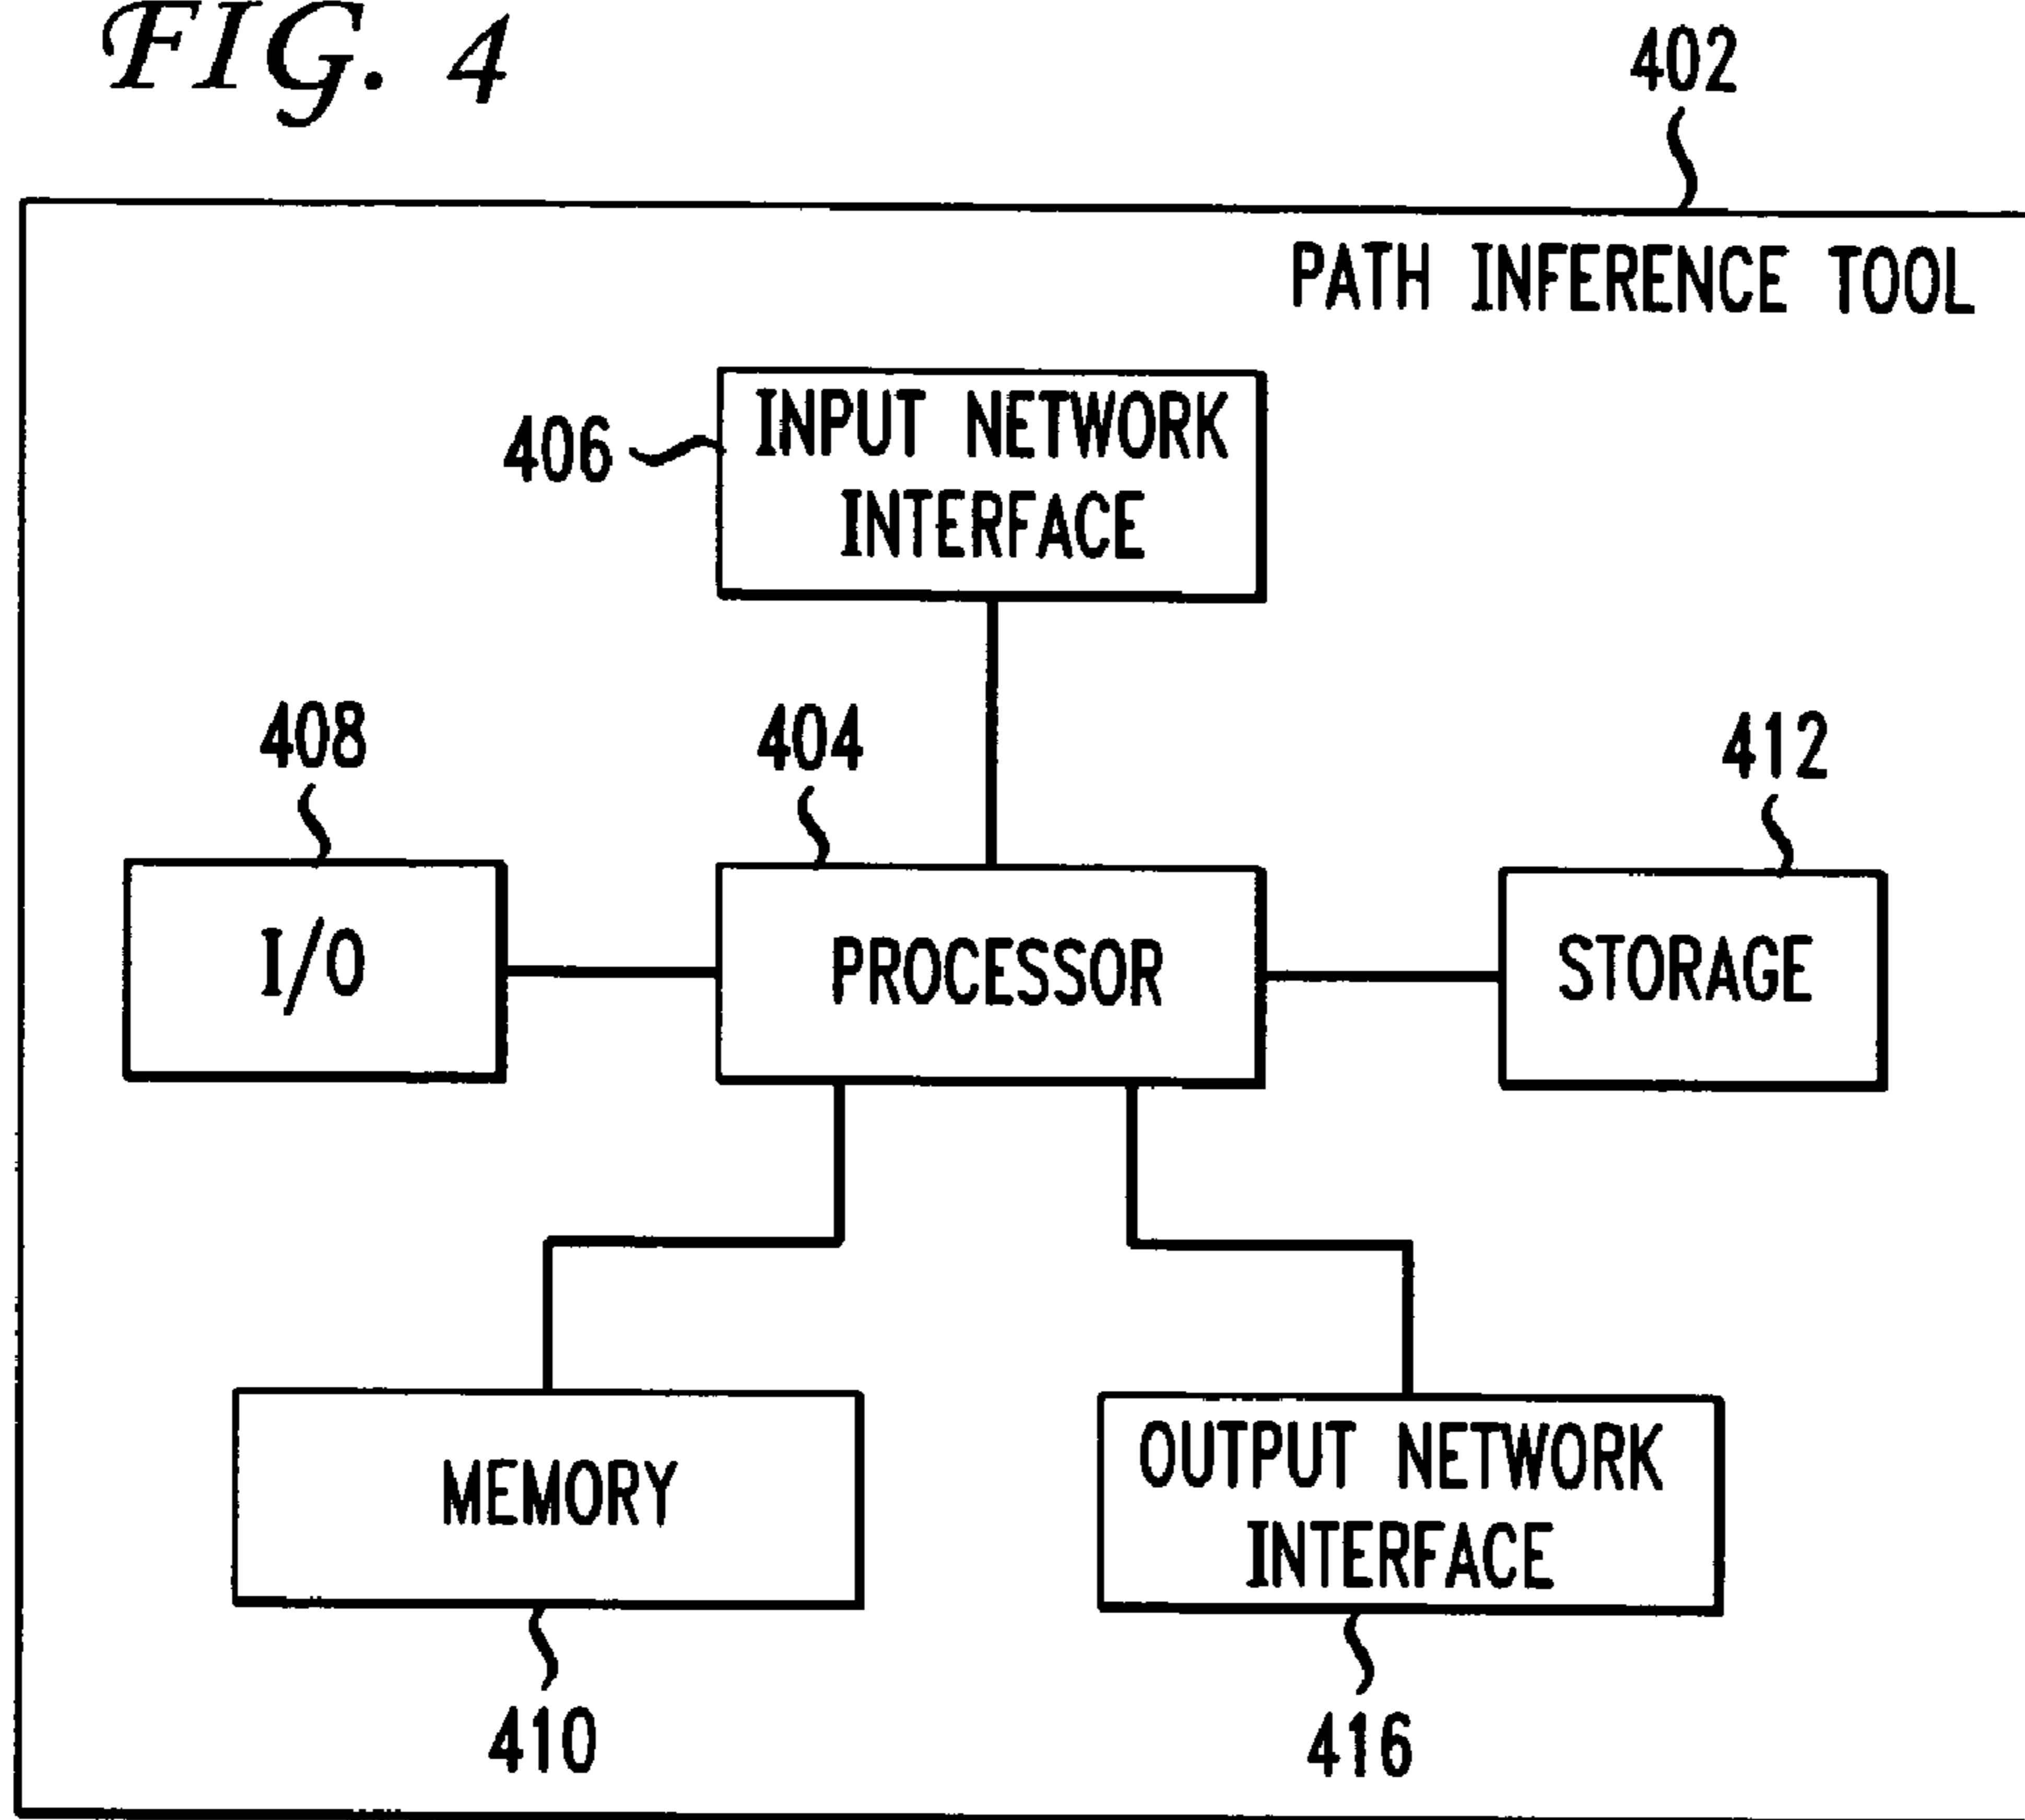 FIG. 4
402
PATH INFERENCE TOOL
406
INPUT NETWORK
INTERFACE
408
404
412
I/O
PROCESSOR
STORAGE
MEMORY
OUTPUT NETWORK
INTERFACE
410
416